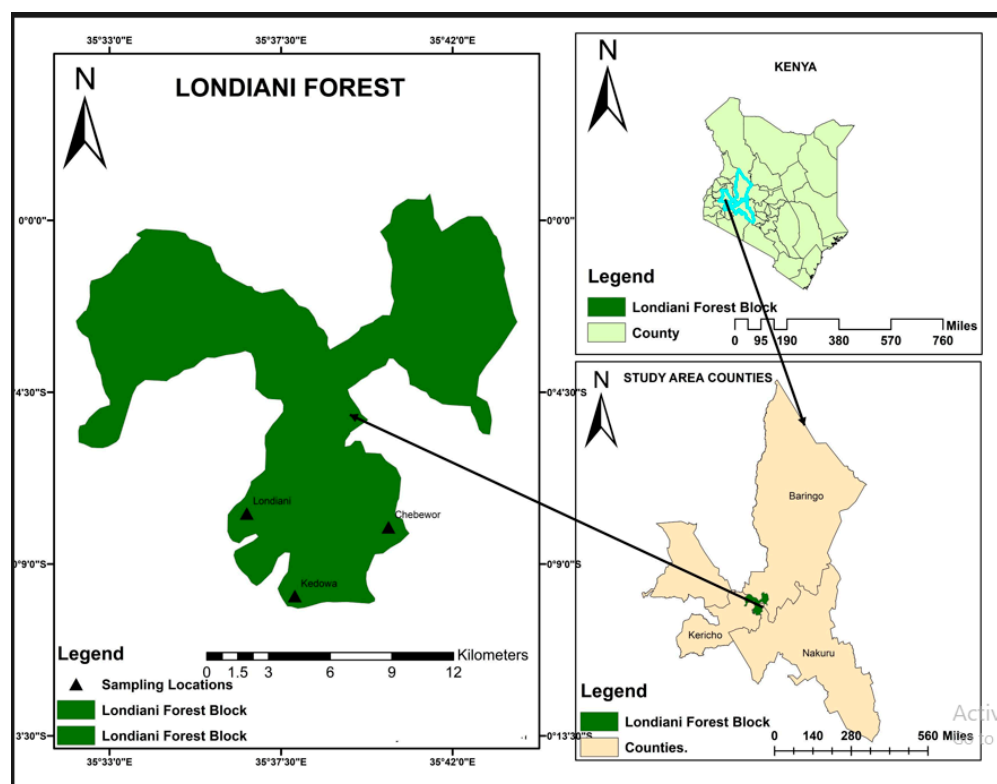 35°33'0"E 35°37'30"E 35°42'0"E
N
LONDIANI FOREST
0°0'0"
0°4'30"S
Londiani
Chebewor
0°9'0"S
Kedowa
Legend
0 1.5 3 6 9 12 Kilometers
Sampling Locations
Londiani Forest Block
Londiani Forest Block
3'30"S
35°33'0"E 35°37'30"E 35°42'0"E
KENYA
N
0°0'0"
Legend
Londiani Forest Block
County
Miles
0 95 190 380 570 760
N
STUDY AREA COUNTIES
0°4'30"S
Baringo
0°9'0"S
Kericho
Nakuru
Legend
Londiani Forest Block
Counties.
0 140 280 560 Miles
0°13'30"S